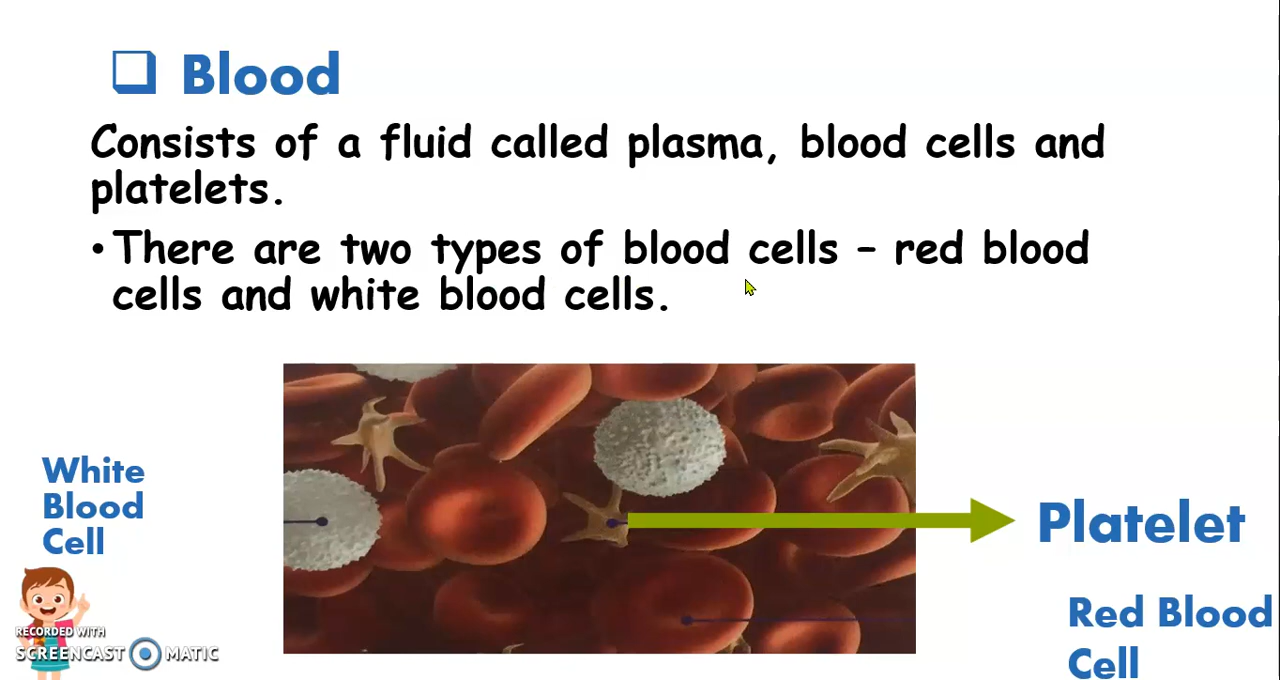 ❑ Blood
Consists of a fluid called plasma, blood cells and
platelets.
• There are two types of blood cells – red blood
cells and white blood cells.
White
Blood
Cell
Platelet
Red Blood
Cell
RECORDED WITH
SCREENCAST MATIC